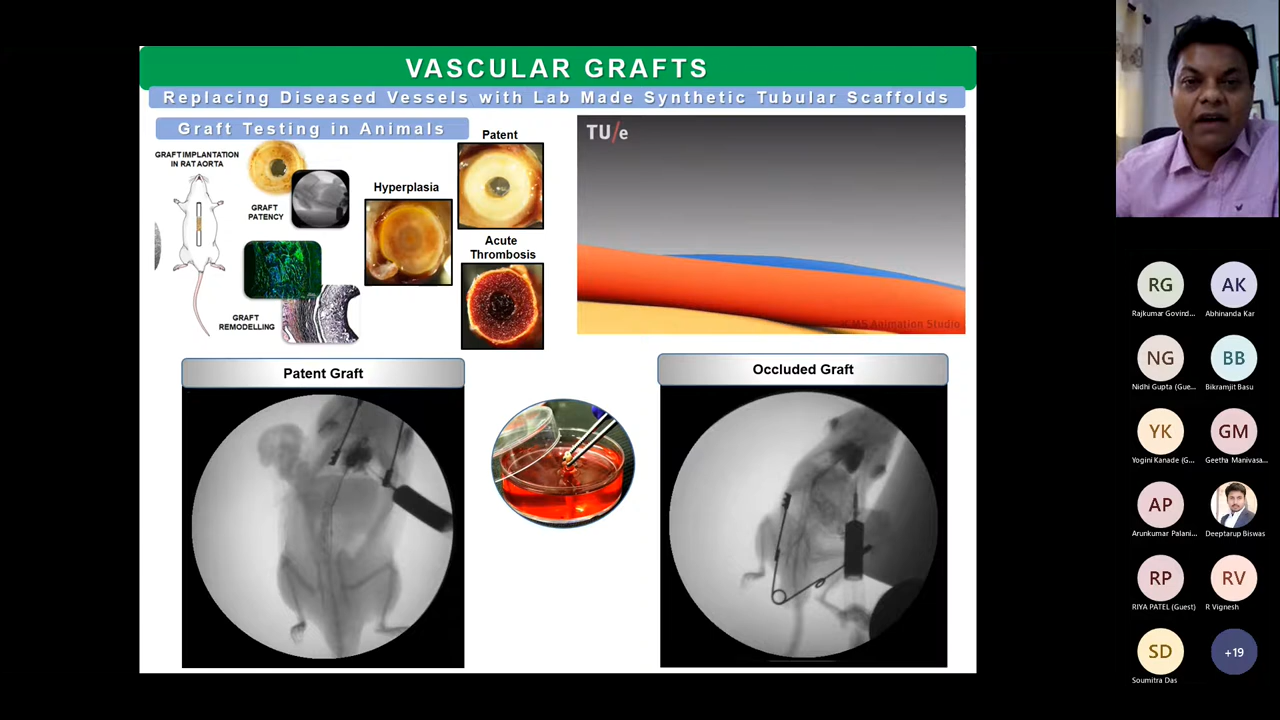 VASCULAR GRAFTS
Replacing Diseased Vessels with Lab Made Synthetic Tubular Scaffolds
Graft Testing in Animals
GRAFT IMPLANTATION
IN RAT AORTA
GRAFT
PATENCY
GRAFT
REMODELLING
Hyperplasia
Patent
Acute
Thrombosis
TU/e
ICMS Animation Studio
Patent Graft
Occluded Graft
RG
Rajkumar Govind...
AK
Abhinanda Kar
NG
Nidhi Gupta (Gue...
BB
Bikramjit Basu
YK
Yogini Kanade (G...
GM
Geetha Manivasa...
AP
Arunkumar Palani...
Deeptarup Biswas
RP
RIYA PATEL (Guest)
RV
R Vignesh
SD
Soumitra Das
+19